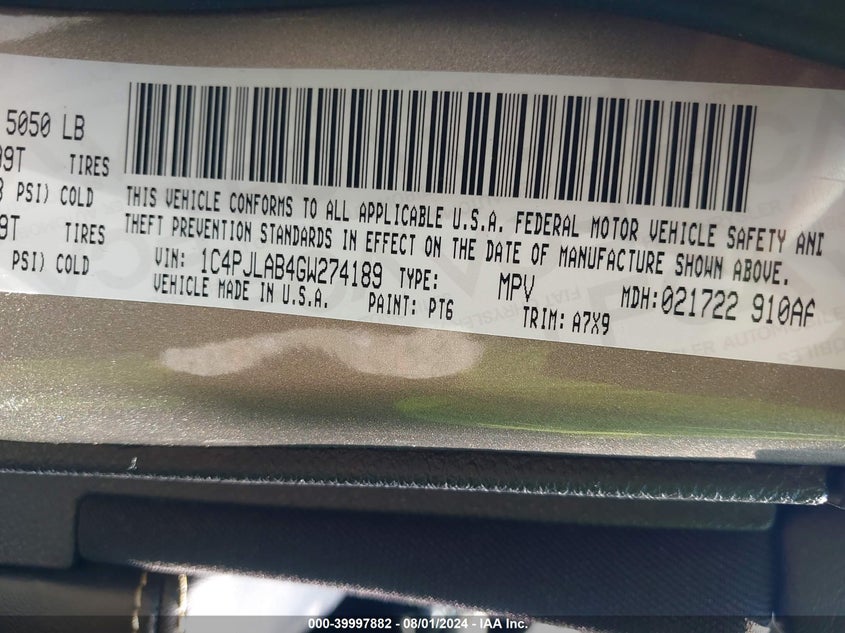 5050 LB
99T TIRES
PSI) COLD
9T TIRES
PSI) COLD
THIS VEHICLE CONFORMS TO ALL APPLICABLE U.S.A. FEDERAL MOTOR VEHICLE SAFETY AND
THEFT PREVENTION STANDARDS IN EFFECT ON THE DATE OF MANUFACTURE SHOWN ABOVE.
VIN: 1C4PJLAB4GW274189 TYPE: MPV MDH:021722 910AF
VEHICLE MADE IN U.S.A. PAINT: PT6 TRIM: A7X9
000-39997882 - 08/01/2024 - IAA Inc.